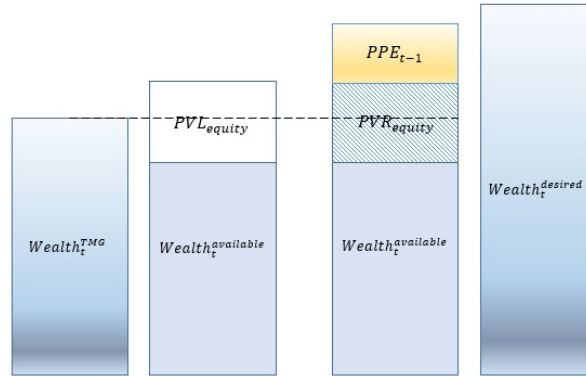 PPE_{t-1}
PVL_{equity}
PVR_{equity}
Wealth_t^{desired}
Wealth_t^{TMG}
Wealth_t^{available}
Wealth_t^{available}